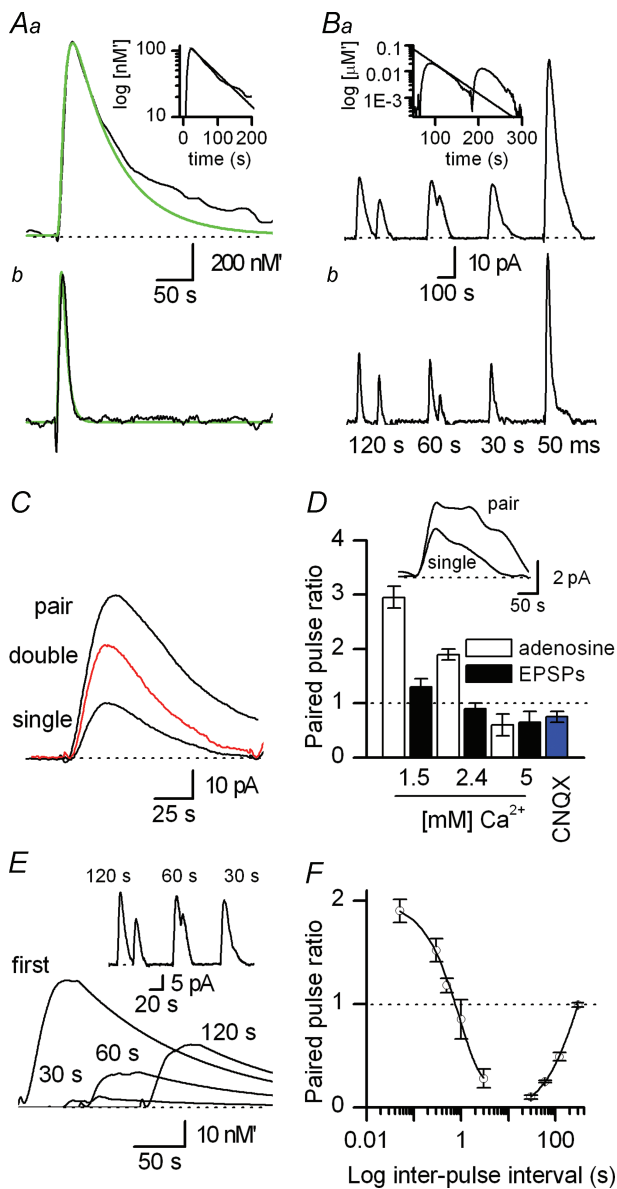 Aa
log [nM']
100
10
0
100
200
time (s)
200 nM'
50 s
b
Ba
log [µM']
0.1
0.01
1E-3
100
200
300
time (s)
10 pA
100 s
b
120 s
60 s
30 s
50 ms
C
pair
double
single
10 pA
25 s
D
Paired pulse ratio
4
3
2
1
0
pair
single
2 pA
50 s
adenosine
EPSPs
1.5
2.4
5
[mM] Ca²⁺
CNQX
E
120 s
60 s
30 s
5 pA
20 s
first
30 s
60 s
120 s
10 nM'
50 s
F
Paired pulse ratio
2
1
0
0.01
1
100
Log inter-pulse interval (s)